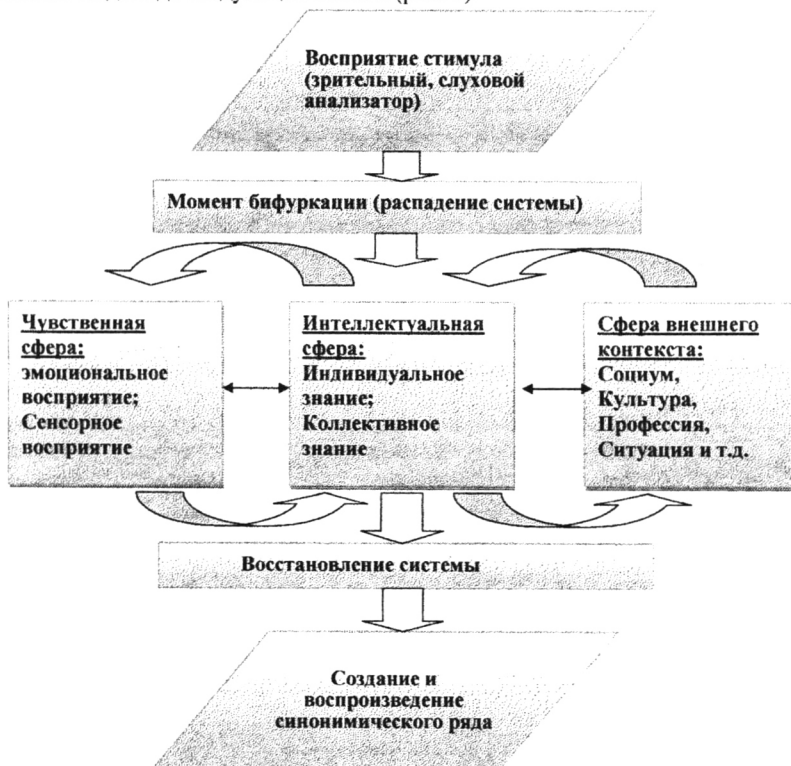 Восприятие стимула
(зрительный, слуховой
анализатор)
Момент бифуркации (распадение системы)
Чувственная
сфера:
эмоциональное
восприятие;
Сенсорное
восприятие
Интеллектуальная
сфера:
Индивидуальное
знание;
Коллективное
знание
Сфера внешнего
контекста:
Социум,
Культура,
Профессия,
Ситуация и т.д.
Восстановление системы
Создание и
воспроизведение
синонимического ряда